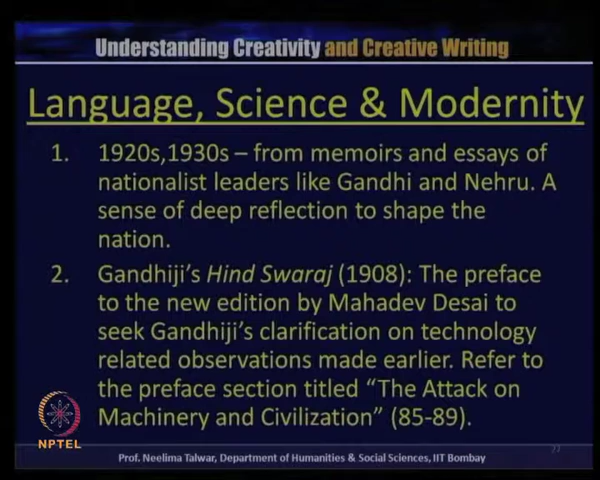 Understanding Creativity and Creative Writing
Language, Science & Modernity
1. 1920s,1930s – from memoirs and essays of
nationalist leaders like Gandhi and Nehru. A
sense of deep reflection to shape the
nation.
2. Gandhiji's Hind Swaraj (1908): The preface
to the new edition by Mahadev Desai to
seek Gandhiji's clarification on technology
related observations made earlier. Refer to
the preface section titled “The Attack on
Machinery and Civilization” (85-89).
NPTEL
Prof. Neelima Talwar, Department of Humanities & Social Sciences, IIT Bombay